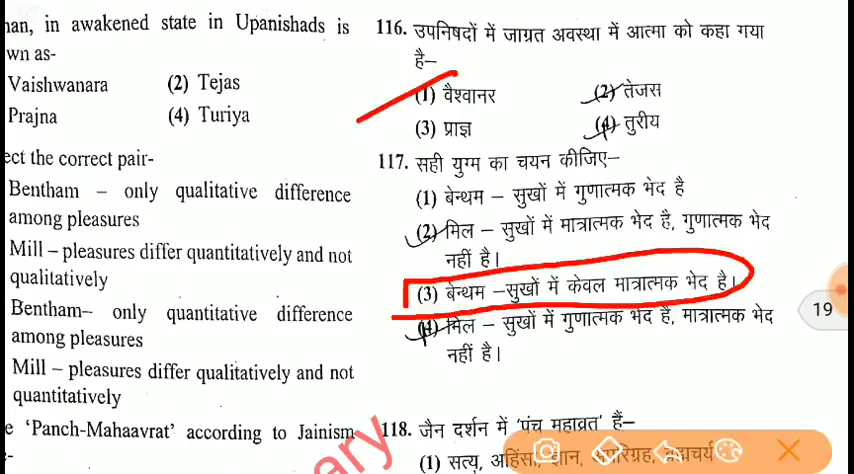 nan, in awakened state in Upanishads is
wn as-
Vaishwanara (2) Tejas
Prajna (4) Turiya
ect the correct pair-
Bentham – only qualitative difference
among pleasures
Mill – pleasures differ quantitatively and not
qualitatively
Bentham– only quantitative difference
among pleasures
Mill – pleasures differ qualitatively and not
quantitatively
e ‘Panch-Mahaavrat’ according to Jainism
e-
116. उपनिषदों में जाग्रत अवस्था में आत्मा को कहा गया
है–
(1) वैश्वानर (2) तेजस
(3) प्राज्ञ (4) तुरीय
117. सही युग्म का चयन कीजिए–
(1) बेन्थम – सुखों में गुणात्मक भेद है
(2) मिल – सुखों में मात्रात्मक भेद है, गुणात्मक भेद
नहीं है।
(3) बेन्थम –सुखों में केवल मात्रात्मक भेद है।
(4) मिल – सुखों में गुणात्मक भेद है, मात्रात्मक भेद
नहीं है।
118. जैन दर्शन में ‘पंच महाव्रत’ हैं–
(1) सत्य, अहिंसा, ब्रह्मचर्य
19
ary